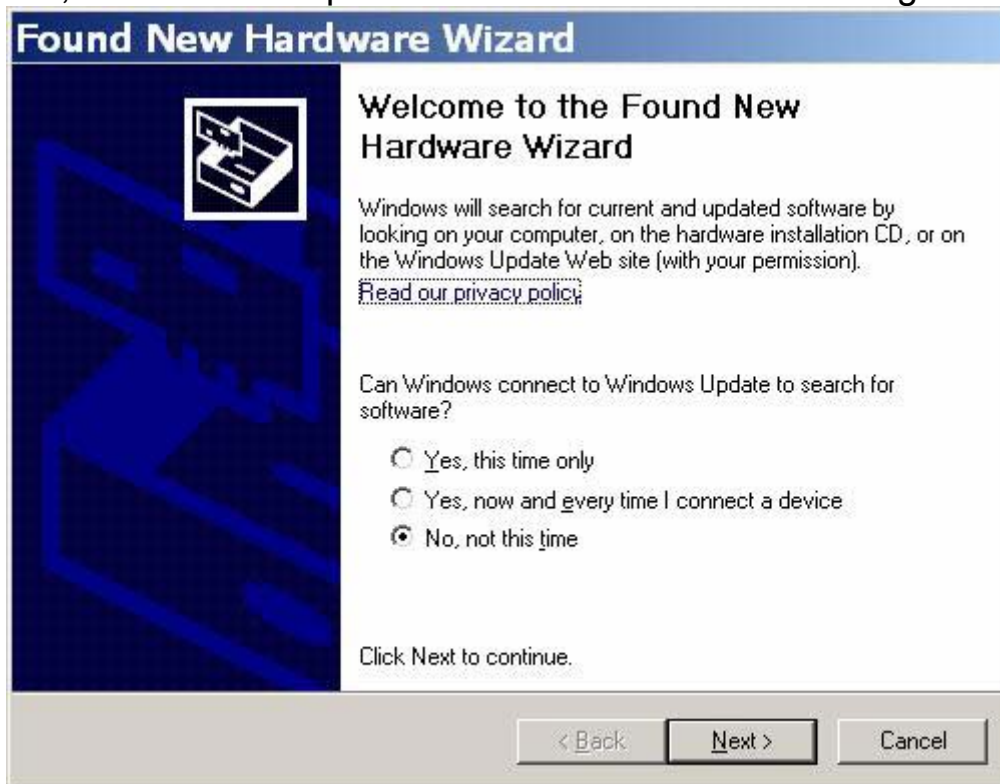 Found New Hardware Wizard
Welcome to the Found New
Hardware Wizard
Windows will search for current and updated software by
looking on your computer, on the hardware installation CD, or on
the Windows Update Web site (with your permission).
Read our privacy policy
Can Windows connect to Windows Update to search for
software?
Yes, this time only
Yes, now and every time I connect a device
No, not this time
Click Next to continue.
< Back
Next >
Cancel